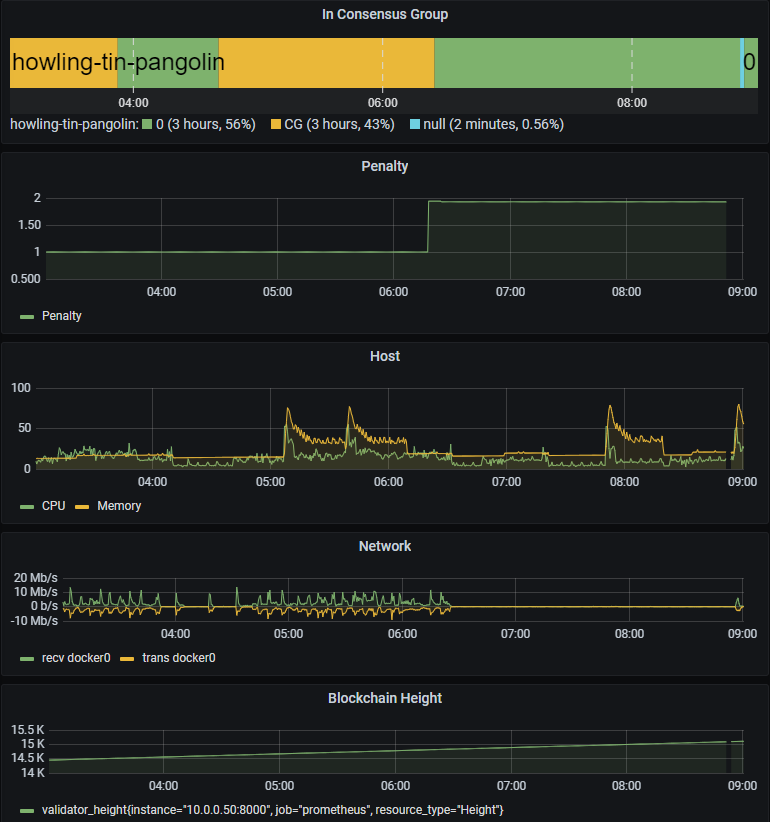 In Consensus Group
howling-tin-pangolin 0
04:00 06:00 08:00
howling-tin-pangolin: 0 (3 hours, 56%) CG (3 hours, 43%) null (2 minutes, 0.56%)
Penalty
2
1.50
1
0.500
04:00 05:00 06:00 07:00 08:00 09:00
Penalty
Host
100
50
0
04:00 05:00 06:00 07:00 08:00 09:00
CPU Memory
Network
20 Mb/s
10 Mb/s
0 b/s
-10 Mb/s
04:00 05:00 06:00 07:00 08:00 09:00
recv docker0 trans docker0
Blockchain Height
15.5 K
15 K
14.5 K
14 K
04:00 05:00 06:00 07:00 08:00 09:00
validator_height{instance="10.0.0.50:8000", job="prometheus", resource_type="Height"}